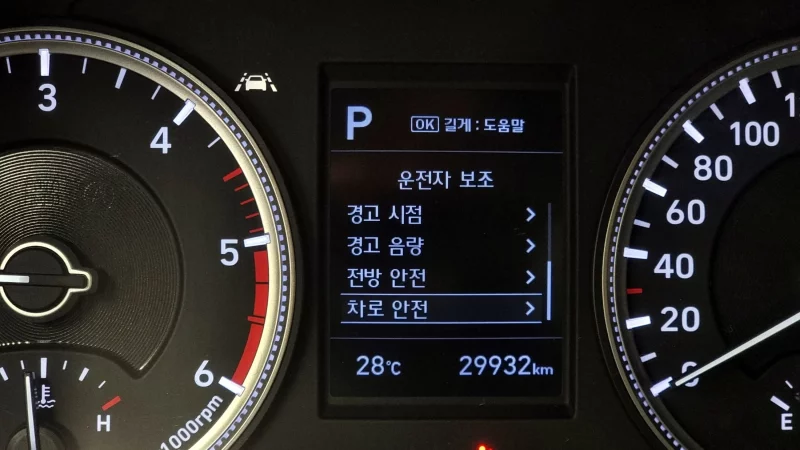 3
4
5
6
1000rpm
H
P
OK 길게 : 도움말
운전자 보조
경고 시점
경고 음량
전방 안전
차로 안전
28℃
29932km
100
80
60
40
20
0
E